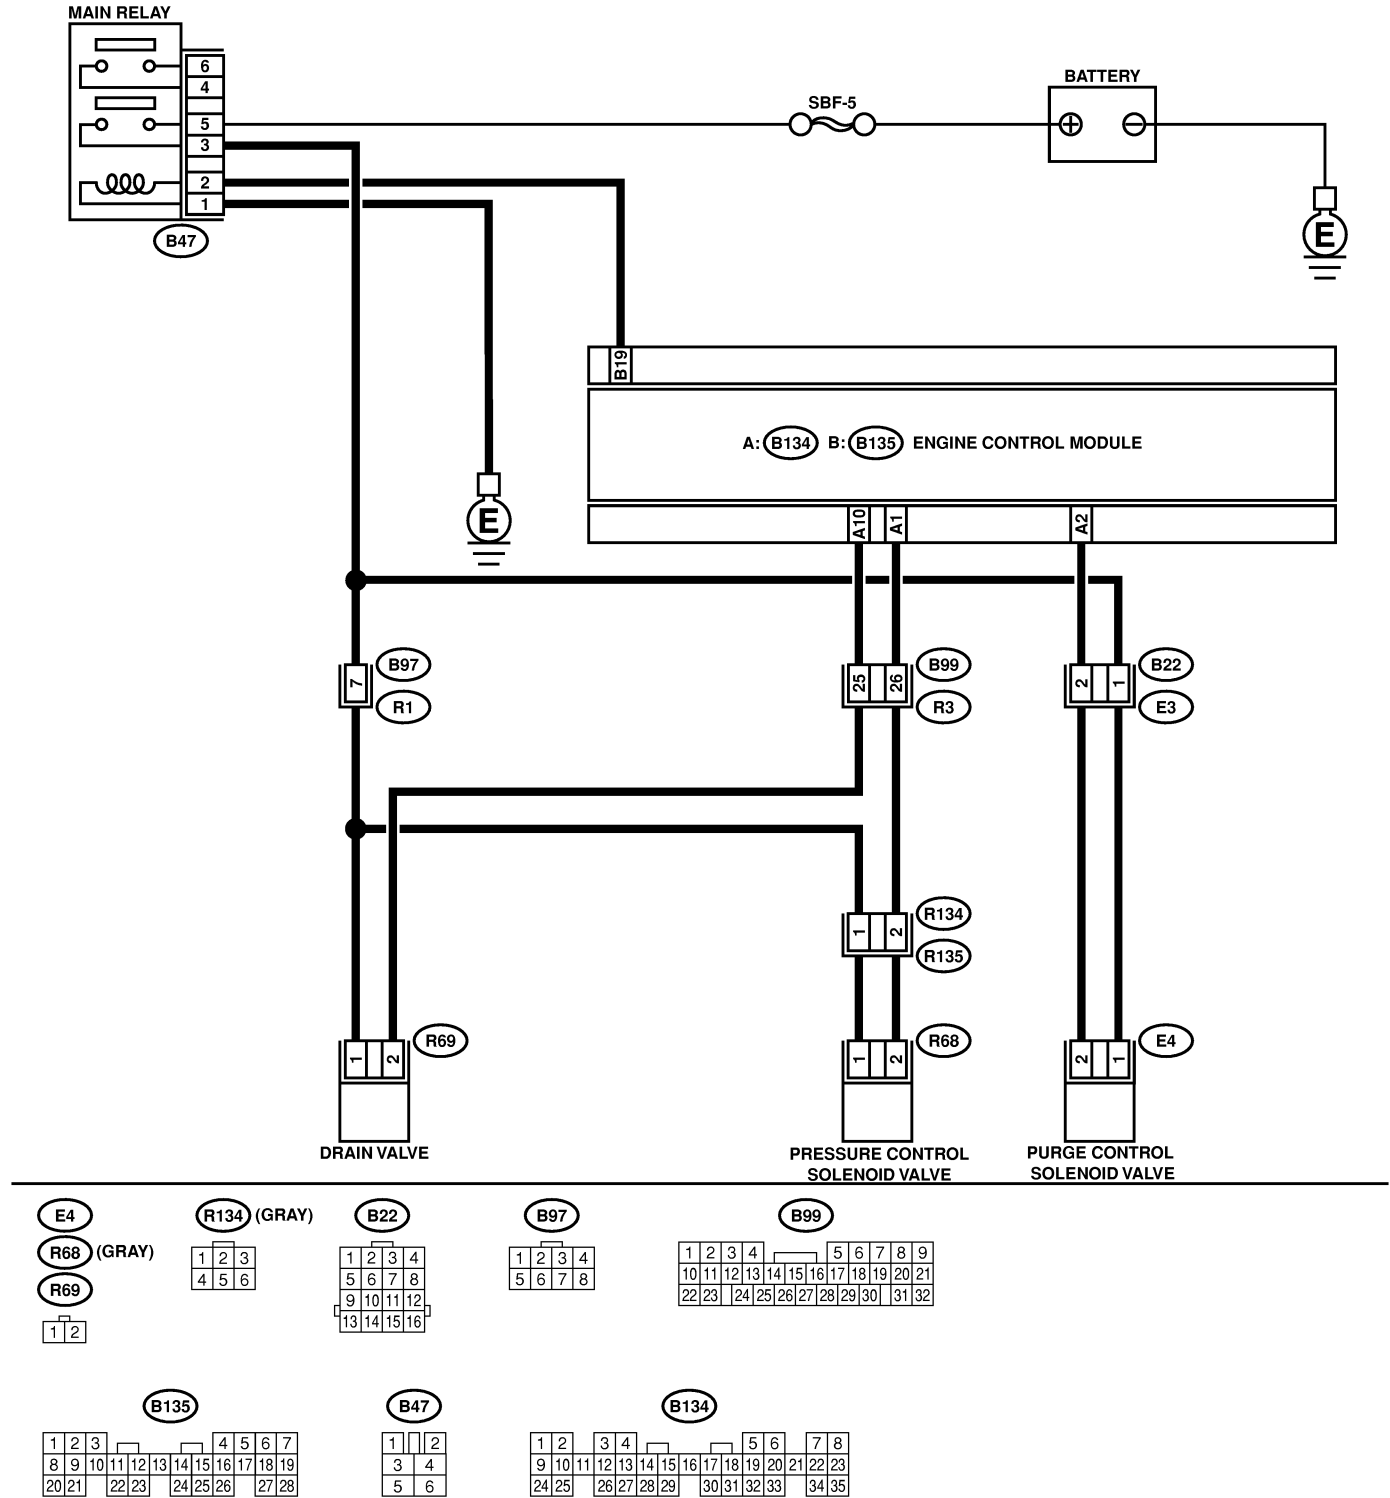 MAIN RELAY
6
4
5
3
2
1
B47
SBF-5
BATTERY
E
B19
A: B134 B: B135 ENGINE CONTROL MODULE
A10 A1 A2
E
7
B97
R1
25 26
B99
R3
2 1
B22
E3
1 2
R134
R135
1 2
R69
1 2
R68
2 1
E4
DRAIN VALVE
PRESSURE CONTROL
SOLENOID VALVE
PURGE CONTROL
SOLENOID VALVE
E4
R68 (GRAY)
R69
1 2
R134 (GRAY)
1 2 3
4 5 6
B22
1 2 3 4
5 6 7 8
9 10 11 12
13 14 15 16
B97
1 2 3 4
5 6 7 8
B99
1 2 3 4 5 6 7 8 9
10 11 12 13 14 15 16 17 18 19 20 21
22 23 24 25 26 27 28 29 30 31 32
B135
1 2 3 4 5 6 7
8 9 10 11 12 13 14 15 16 17 18 19
20 21 22 23 24 25 26 27 28
B47
1 2
3 4
5 6
B134
1 2 3 4 5 6 7 8
9 10 11 12 13 14 15 16 17 18 19 20 21 22 23
24 25 26 27 28 29 30 31 32 33 34 35